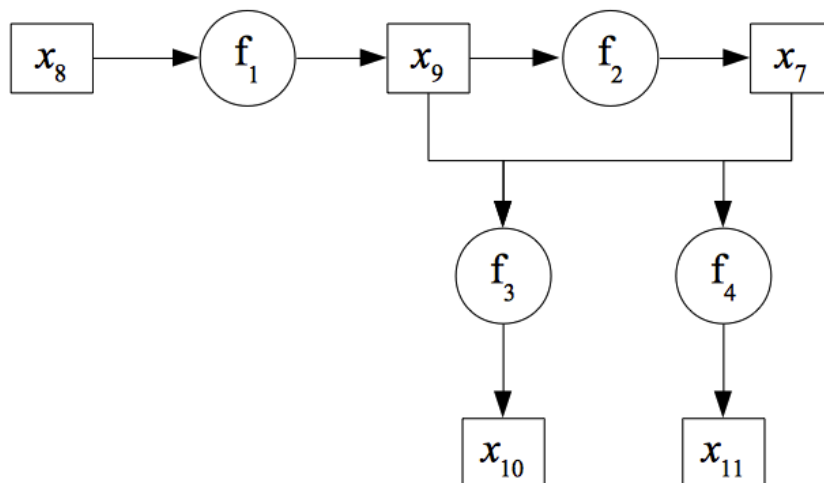 x₈ f₁ x₉ f₂ x₇
f₃ f₄
x₁₀ x₁₁